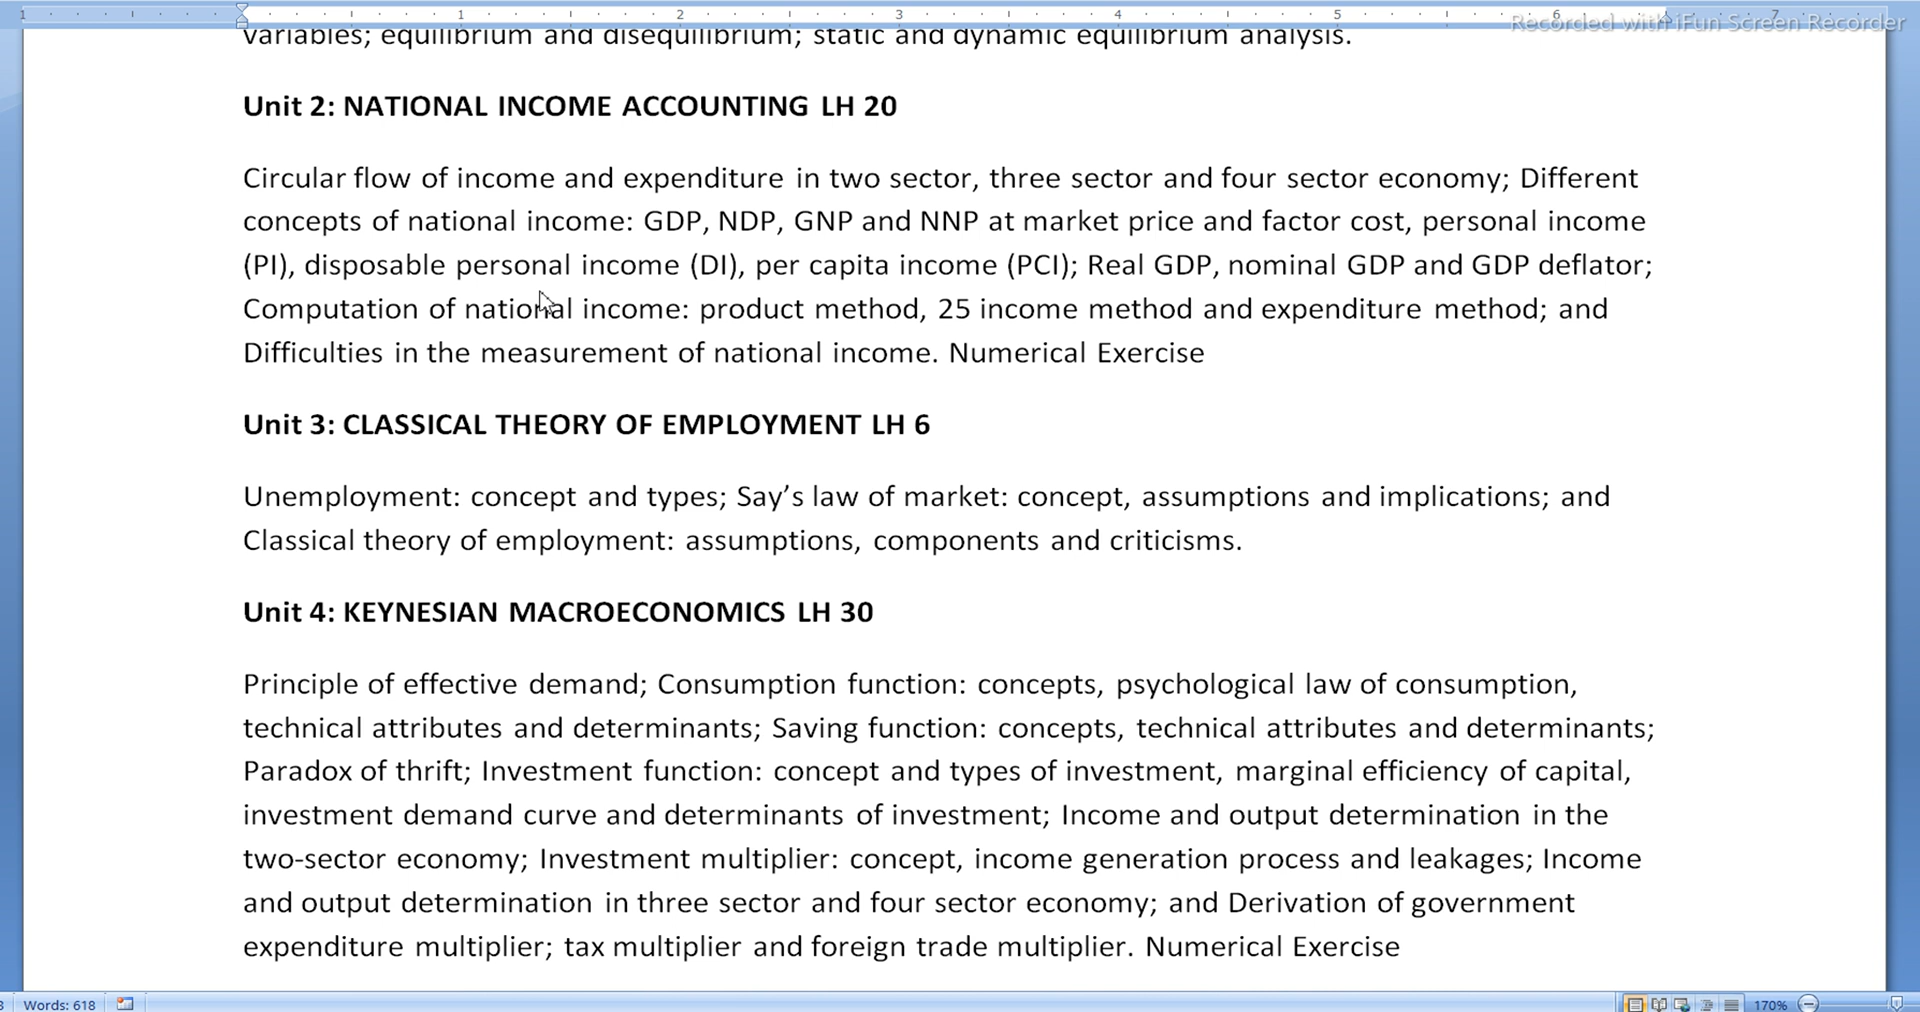 1 1 2 3 4 5 6 7
Recorded with iFun Screen Recorder
variables; equilibrium and disequilibrium; static and dynamic equilibrium analysis.
Unit 2: NATIONAL INCOME ACCOUNTING LH 20
Circular flow of income and expenditure in two sector, three sector and four sector economy; Different
concepts of national income: GDP, NDP, GNP and NNP at market price and factor cost, personal income
(PI), disposable personal income (DI), per capita income (PCI); Real GDP, nominal GDP and GDP deflator;
Computation of national income: product method, 25 income method and expenditure method; and
Difficulties in the measurement of national income. Numerical Exercise
Unit 3: CLASSICAL THEORY OF EMPLOYMENT LH 6
Unemployment: concept and types; Say’s law of market: concept, assumptions and implications; and
Classical theory of employment: assumptions, components and criticisms.
Unit 4: KEYNESIAN MACROECONOMICS LH 30
Principle of effective demand; Consumption function: concepts, psychological law of consumption,
technical attributes and determinants; Saving function: concepts, technical attributes and determinants;
Paradox of thrift; Investment function: concept and types of investment, marginal efficiency of capital,
investment demand curve and determinants of investment; Income and output determination in the
two-sector economy; Investment multiplier: concept, income generation process and leakages; Income
and output determination in three sector and four sector economy; and Derivation of government
expenditure multiplier; tax multiplier and foreign trade multiplier. Numerical Exercise
Words: 618 170%